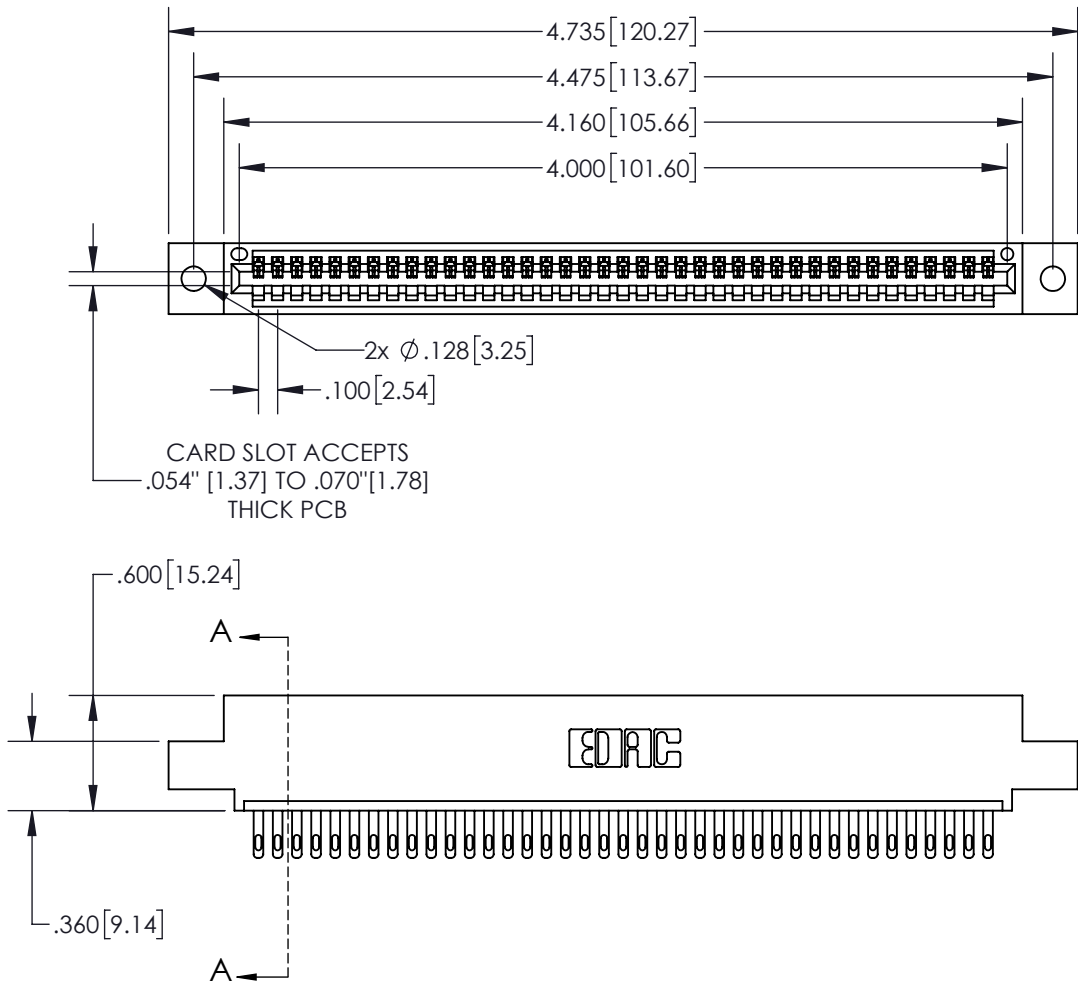 4.735[120.27]
4.475[113.67]
4.160[105.66]
4.000[101.60]
2x Ø.128[3.25]
.100[2.54]
CARD SLOT ACCEPTS
.054" [1.37] TO .070"[1.78]
THICK PCB
.600[15.24]
A
EDAC
.360[9.14]
A